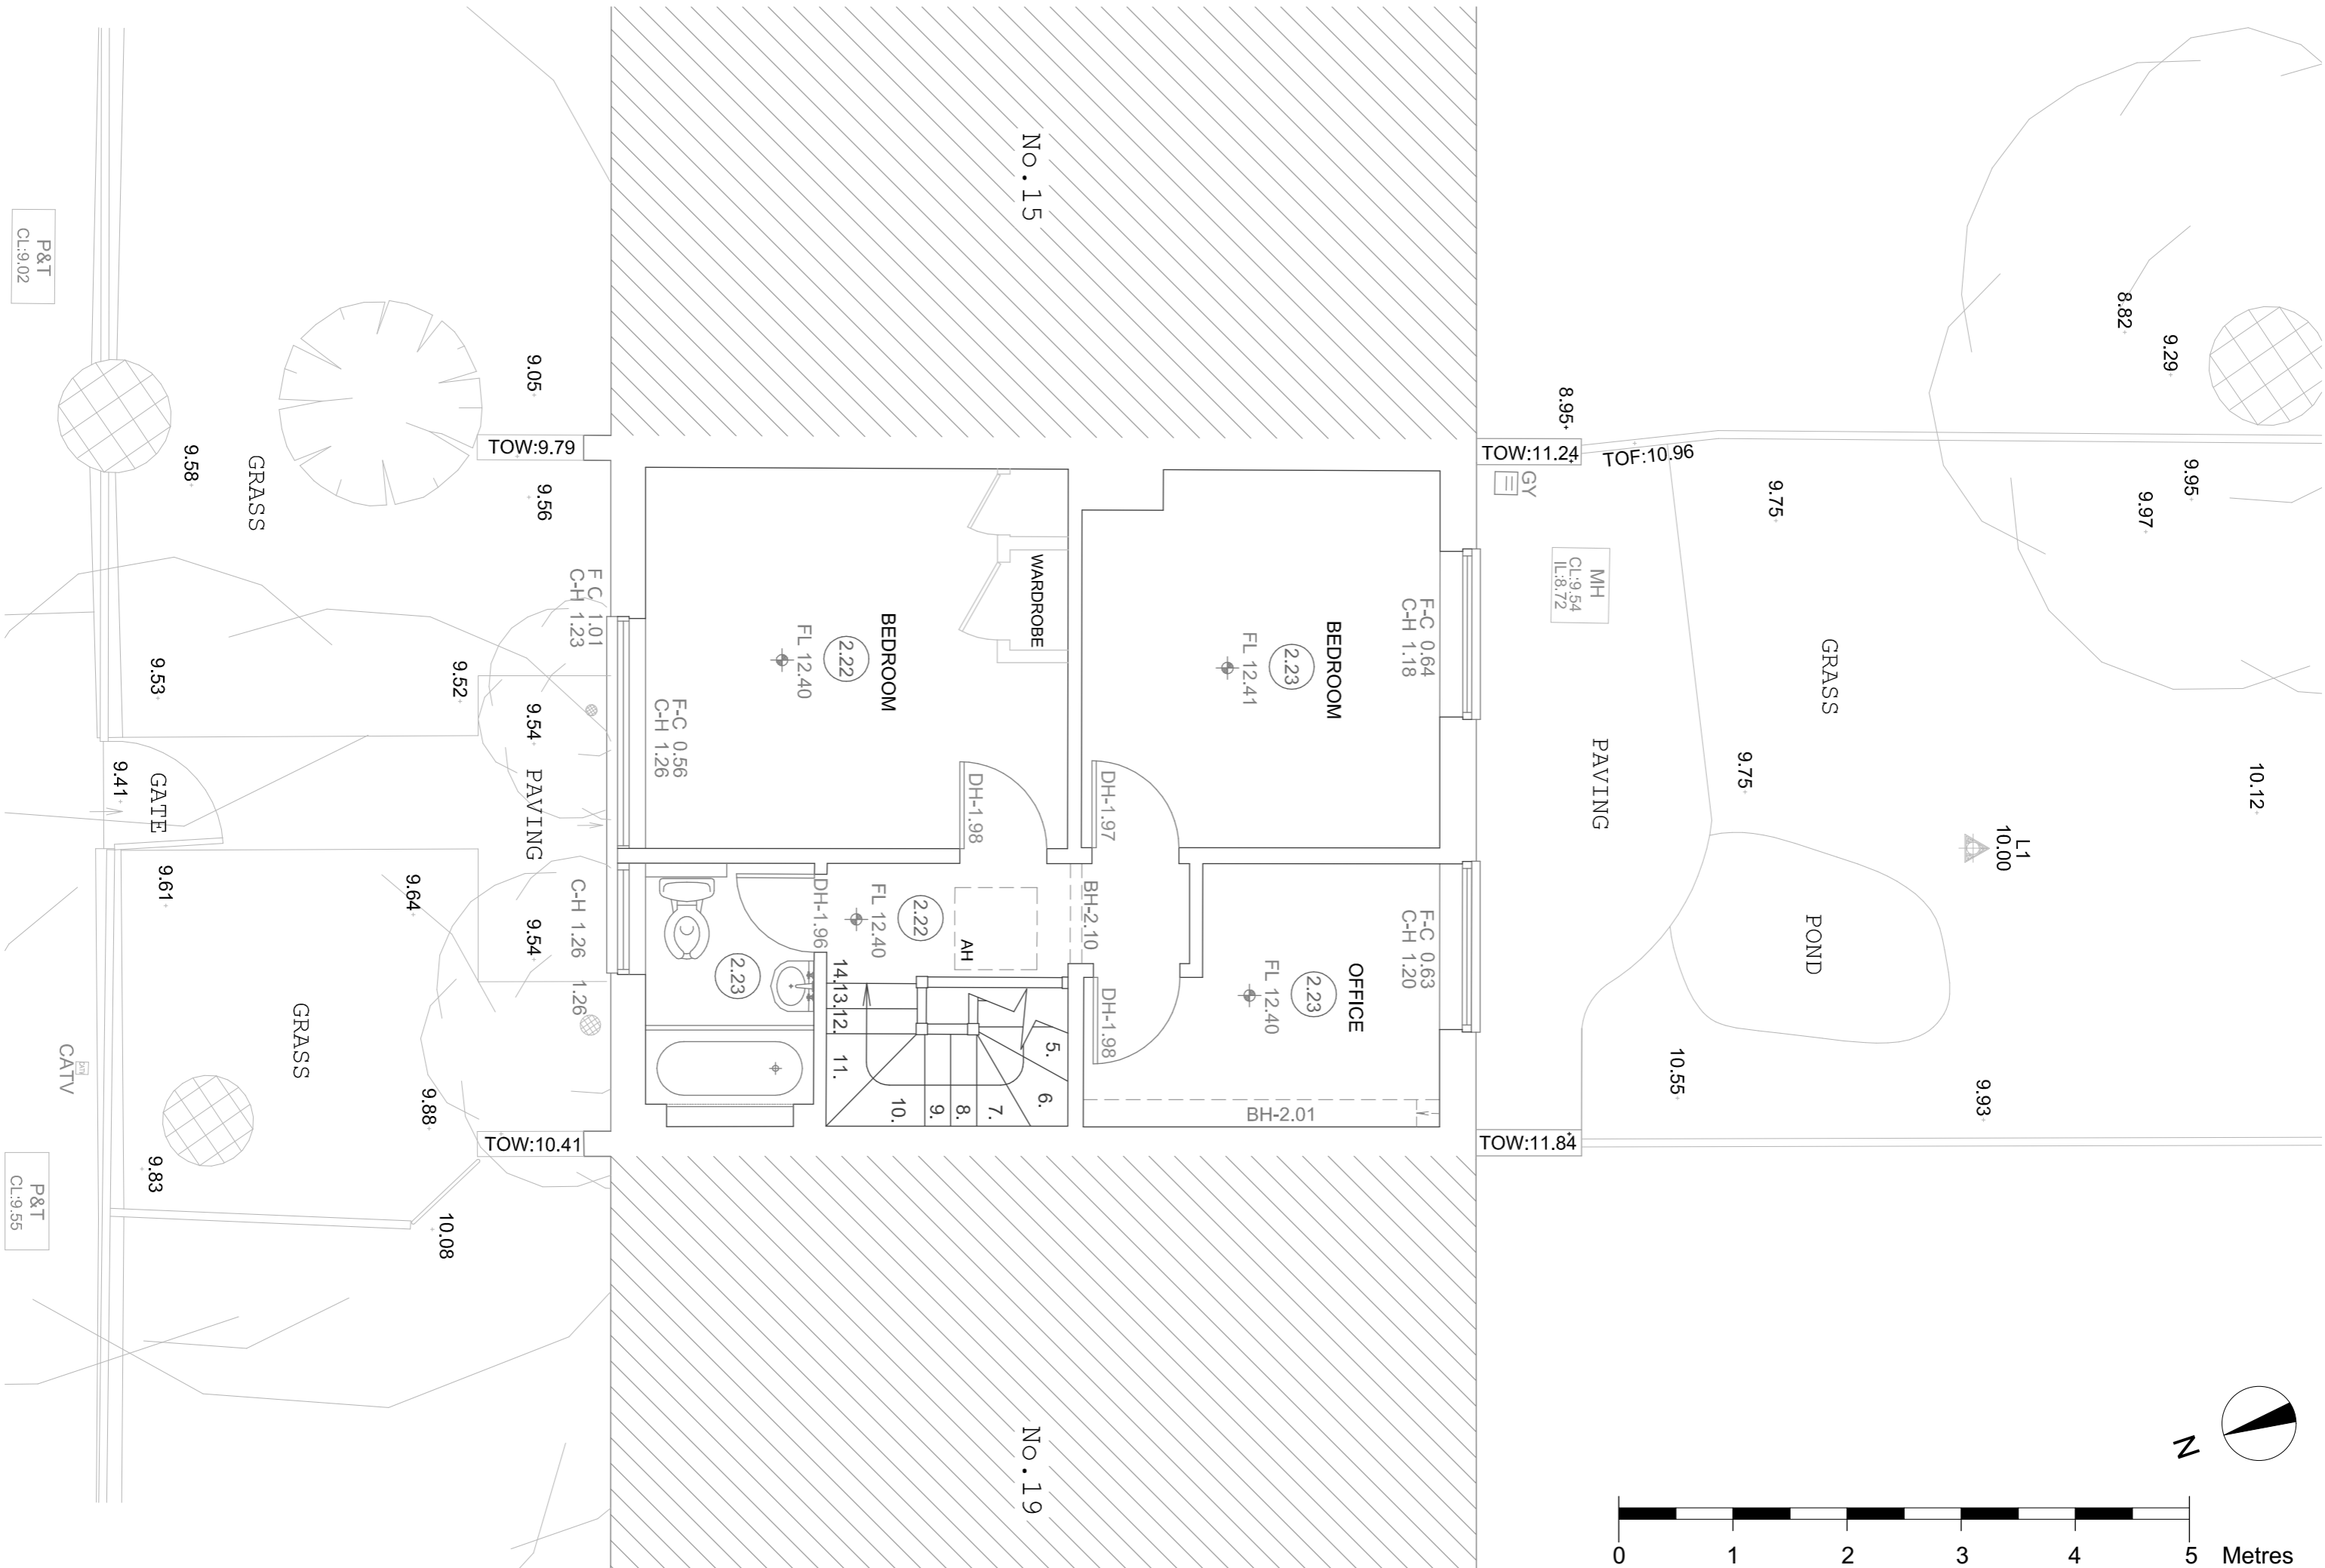 No.15
P&T
CL:9.02
8.82
9.29
9.05
8.95
TOW:9.79
TOW:11.24
TOF:10.96
9.58
GRASS
9.56
GY
9.75
9.95
9.97
F C 1.01
C-H 1.23
WARDROBE
MH
CL:9.54
IL:8.72
BEDROOM
2.22
FL 12.40
BEDROOM
2.23
FL 12.41
F-C 0.64
C-H 1.18
GRASS
9.53
9.52
9.54
F-C 0.56
C-H 1.26
PAVING
9.41
GATE
PAVING
DH-1.98
DH-1.97
9.75
10.12
L1
10.00
9.61
9.64
9.54
C-H 1.26
1.26
DH-1.96
FL 12.40
2.22
AH
BH-2.10
F-C 0.63
C-H 1.20
POND
2.23
OFFICE
2.23
FL 12.40
DH-1.98
14.13.12.
11.
10.
9.
8.
7.
6.
5.
GRASS
CATV
9.88
10.55
9.93
BH-2.01
TOW:10.41
TOW:11.84
P&T
CL:9.55
9.83
10.08
No.19
N
0 1 2 3 4 5 Metres